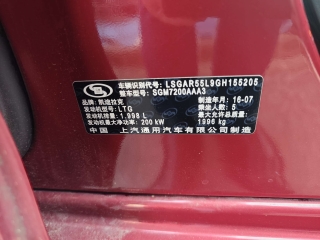 车辆识别代号: LSGAR55L9GH155205
整车型号: SGM7200AAA3
品牌: 凯迪拉克 制造年月: 16-07
发动机型号: LTG 乘坐人数: 5
发动机排量: 1.998 L 最大允许总质量:
发动机最大净功率: 200 kW 1996 kg
中国 上汽通用汽车有限公司